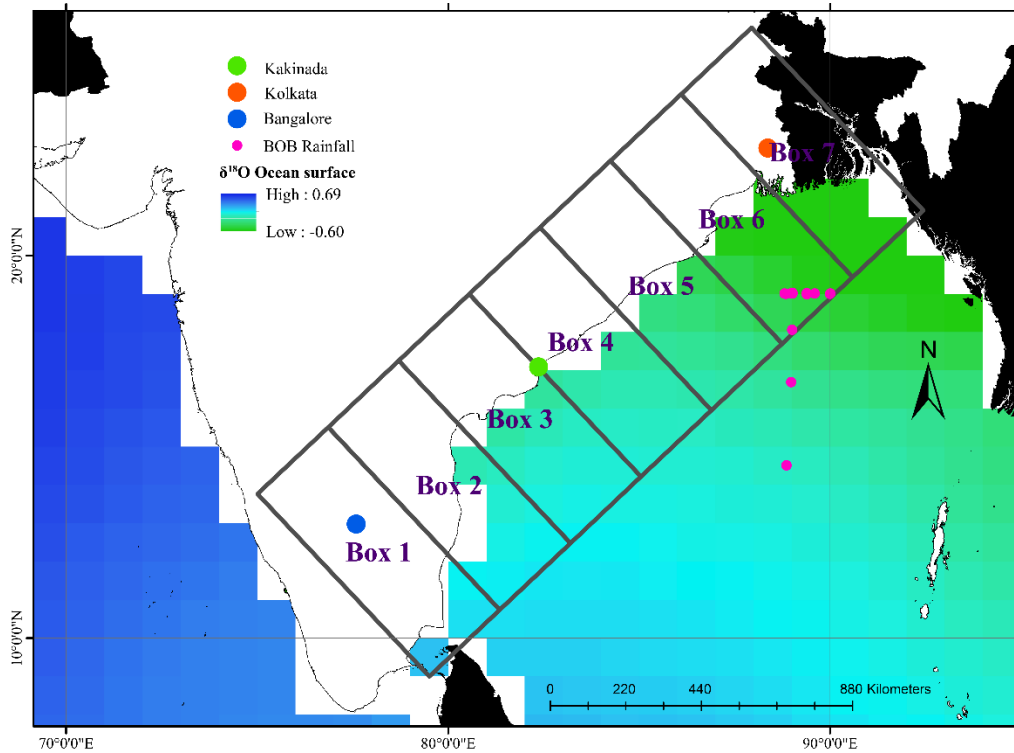 Kakinada
Kolkata
Bangalore
BOB Rainfall
δ¹⁸O Ocean surface
High : 0.69
Low : -0.60
Box 7
Box 6
Box 5
Box 4
Box 3
Box 2
Box 1
N
20°0'0"N
10°0'0"N
0 220 440 880 Kilometers
70°0'0"E 80°0'0"E 90°0'0"E